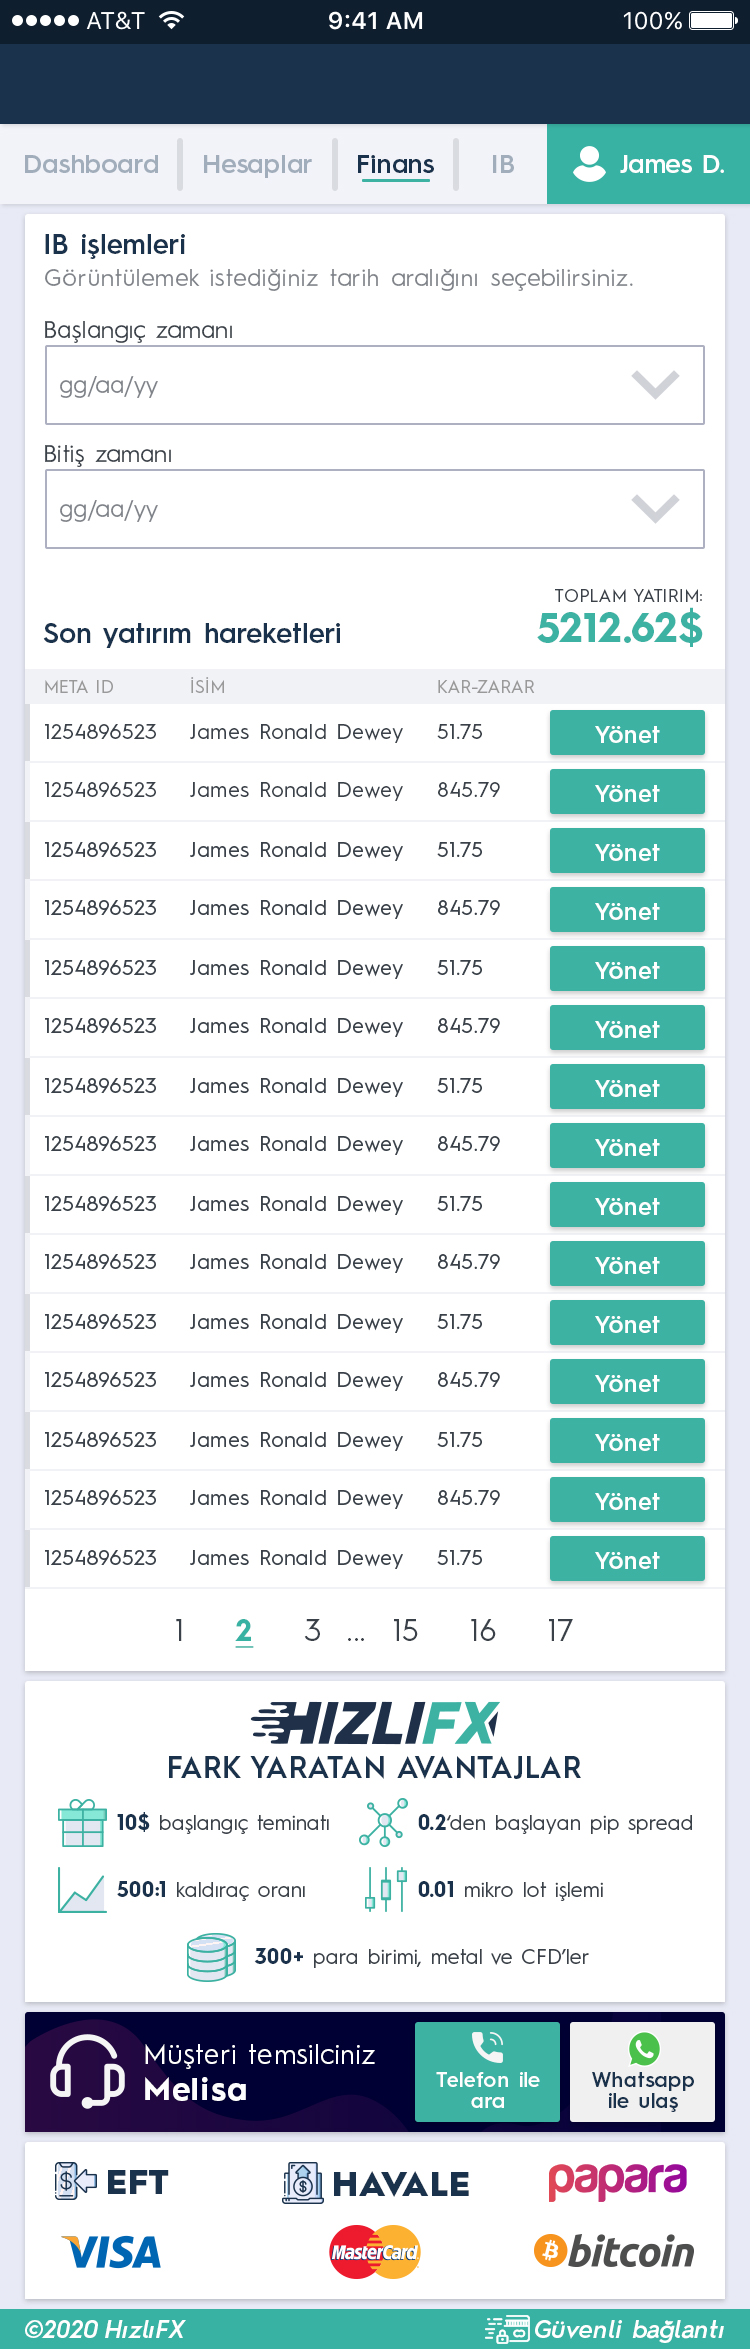 AT&T 9:41 AM 100%
Dashboard Hesaplar Finans IB James D.
IB işlemleri
Görüntülemek istediğiniz tarih aralığını seçebilirsiniz.
Başlangıç zamanı
gg/aa/yy
Bitiş zamanı
gg/aa/yy
TOPLAM YATIRIM:
Son yatırım hareketleri 5212.62$
META ID İSİM KAR-ZARAR
1254896523 James Ronald Dewey 51.75 Yönet
1254896523 James Ronald Dewey 845.79 Yönet
1254896523 James Ronald Dewey 51.75 Yönet
1254896523 James Ronald Dewey 845.79 Yönet
1254896523 James Ronald Dewey 51.75 Yönet
1254896523 James Ronald Dewey 845.79 Yönet
1254896523 James Ronald Dewey 51.75 Yönet
1254896523 James Ronald Dewey 845.79 Yönet
1254896523 James Ronald Dewey 51.75 Yönet
1254896523 James Ronald Dewey 845.79 Yönet
1254896523 James Ronald Dewey 51.75 Yönet
1254896523 James Ronald Dewey 845.79 Yönet
1254896523 James Ronald Dewey 51.75 Yönet
1254896523 James Ronald Dewey 845.79 Yönet
1254896523 James Ronald Dewey 51.75 Yönet
1 2 3 ... 15 16 17
HIZLIFX
FARK YARATAN AVANTAJLAR
10$ başlangıç teminatı 0.2'den başlayan pip spread
500:1 kaldıraç oranı 0.01 mikro lot işlemi
300+ para birimi, metal ve CFD'ler
Müşteri temsilciniz
Melisa
Telefon ile
ara
Whatsapp
ile ulaş
EFT HAVALE papara
VISA MasterCard bitcoin
©2020 HızlıFX Güvenli bağlantı